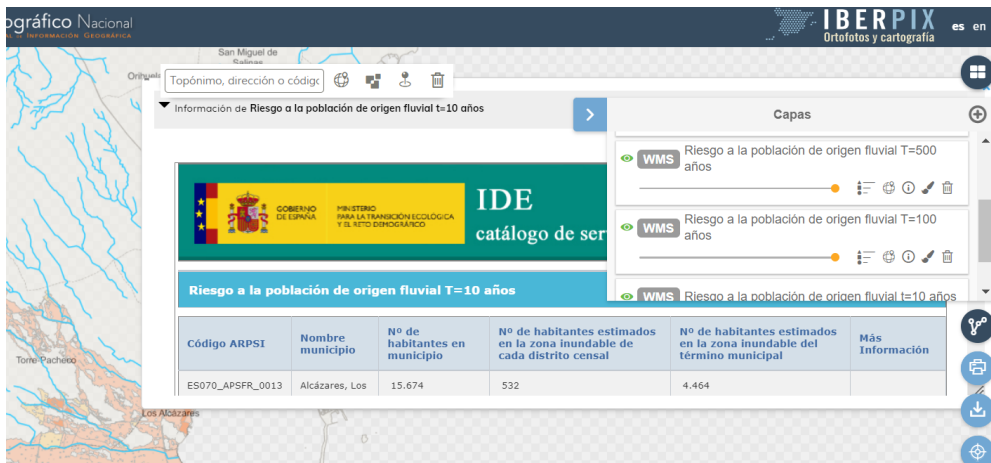 ográfico Nacional
DE INFORMACIÓN GEOGRÁFICA
IBERPIX
Ortofotos y cartografía
es en
San Miguel de
Salinas
Orihuela
Topónimo, dirección o código
Información de Riesgo a la población de origen fluvial t=10 años
Capas
WMS Riesgo a la población de origen fluvial T=500
años
WMS Riesgo a la población de origen fluvial T=100
años
WMS Riesgo a la población de origen fluvial t=10 años
GOBIERNO
DE ESPAÑA
MINISTERIO
PARA LA TRANSICIÓN ECOLÓGICA
Y EL RETO DEMOGRÁFICO
IDE
catálogo de ser
Riesgo a la población de origen fluvial T=10 años
Código ARPSI
Nombre
municipio
Nº de
habitantes en
municipio
Nº de habitantes estimados
en la zona inundable de
cada distrito censal
Nº de habitantes estimados
en la zona inundable del
término municipal
Más
Información
ES070_APSFR_0013 Alcázares, Los 15.674 532 4.464
Torre-Pacheco
Los Alcázares